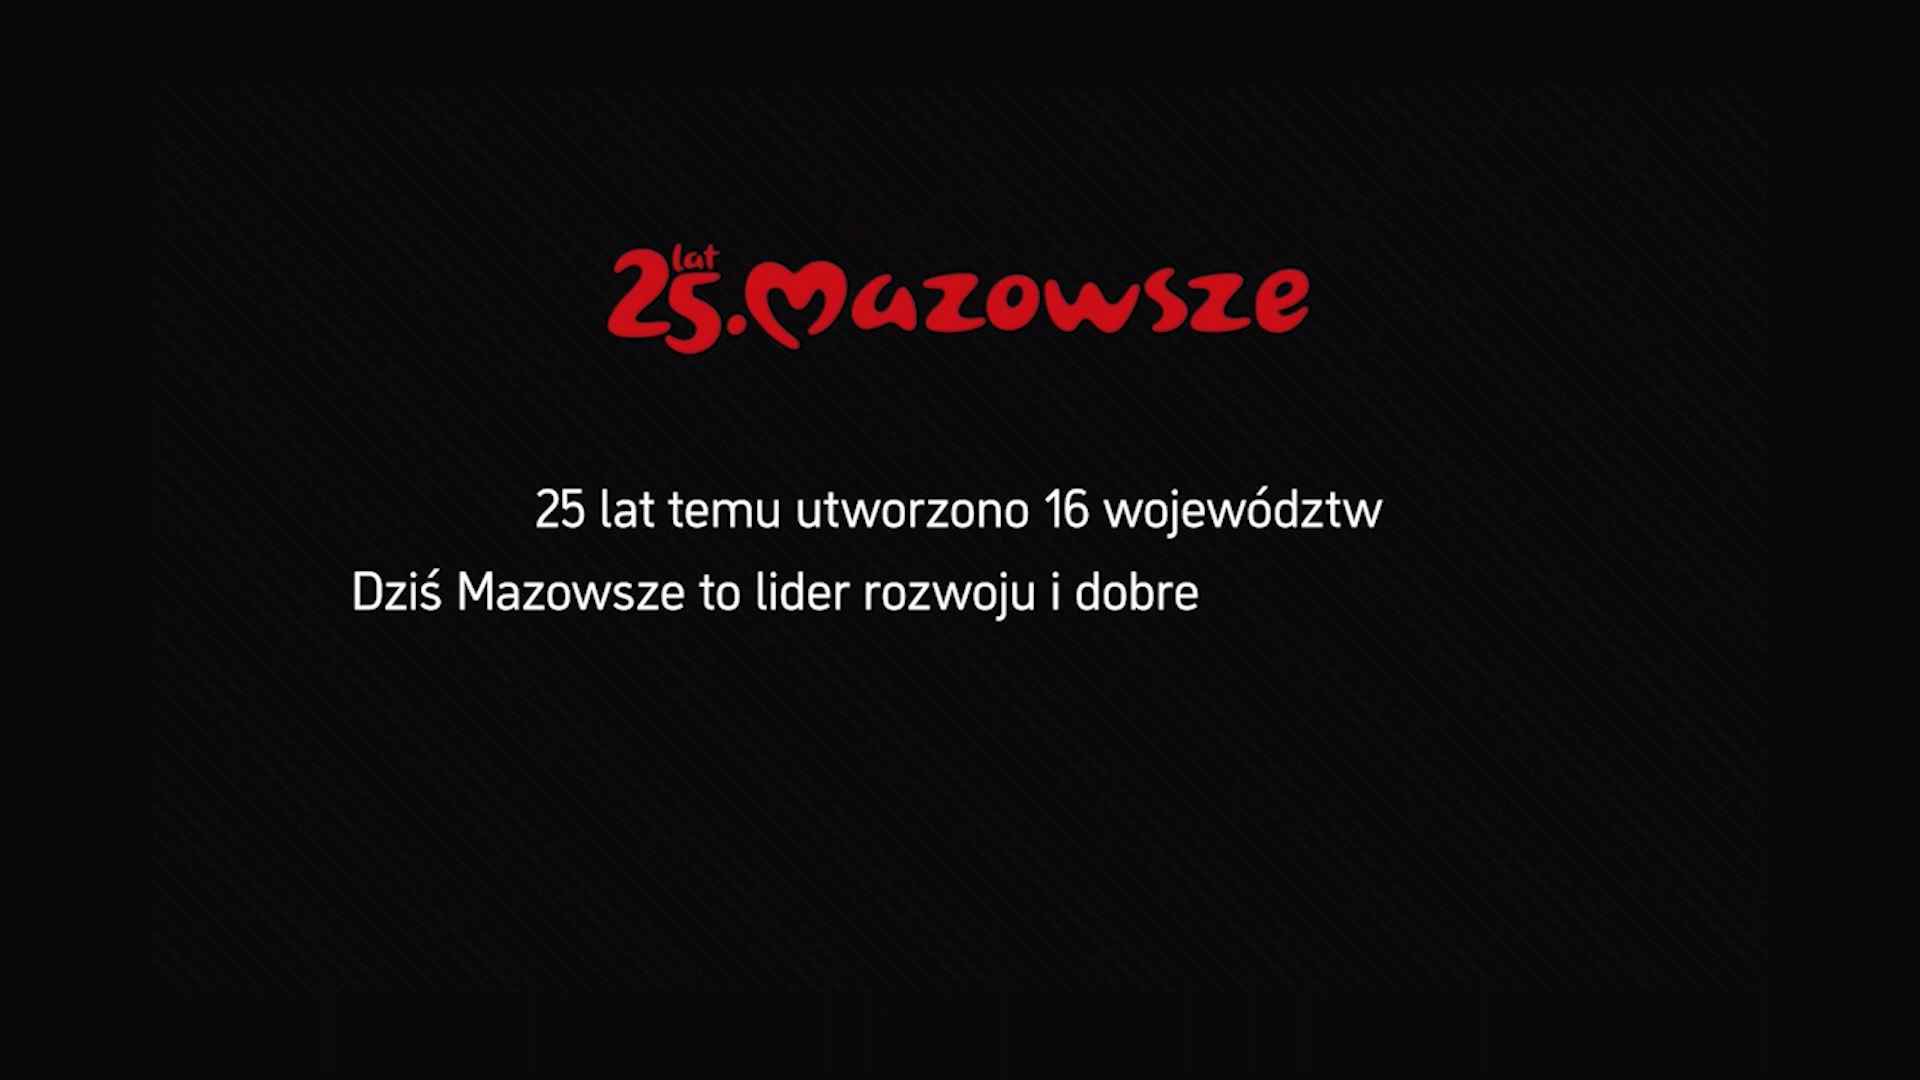 25 lat. Mazowsze
25 lat temu utworzono 16 województw
Dziś Mazowsze to lider rozwoju i dobre